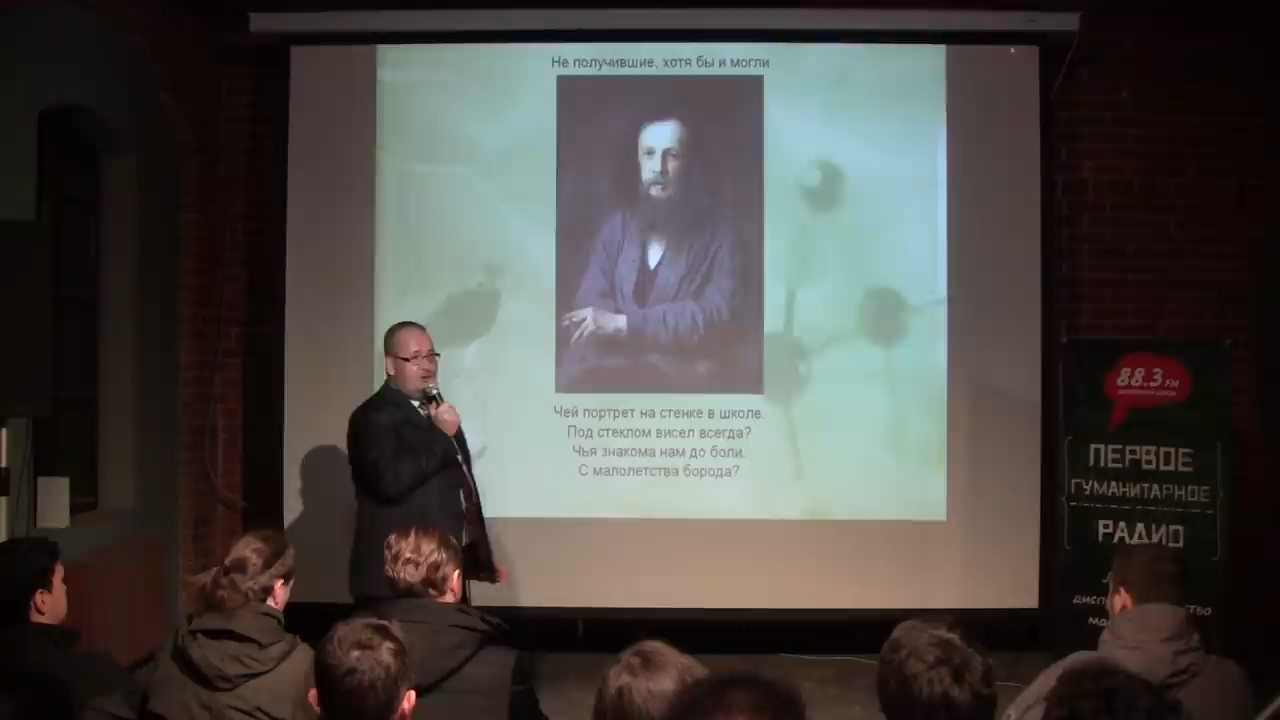 Не получившие, хотя бы и могли
Чей портрет на стенке в школе.
Под стеклом висел всегда?
Чья знакома нам до боли.
С малолетства борода?
88.3 FM
ПЕРВОЕ
ГУМАНИТАРНОЕ
РАДИО